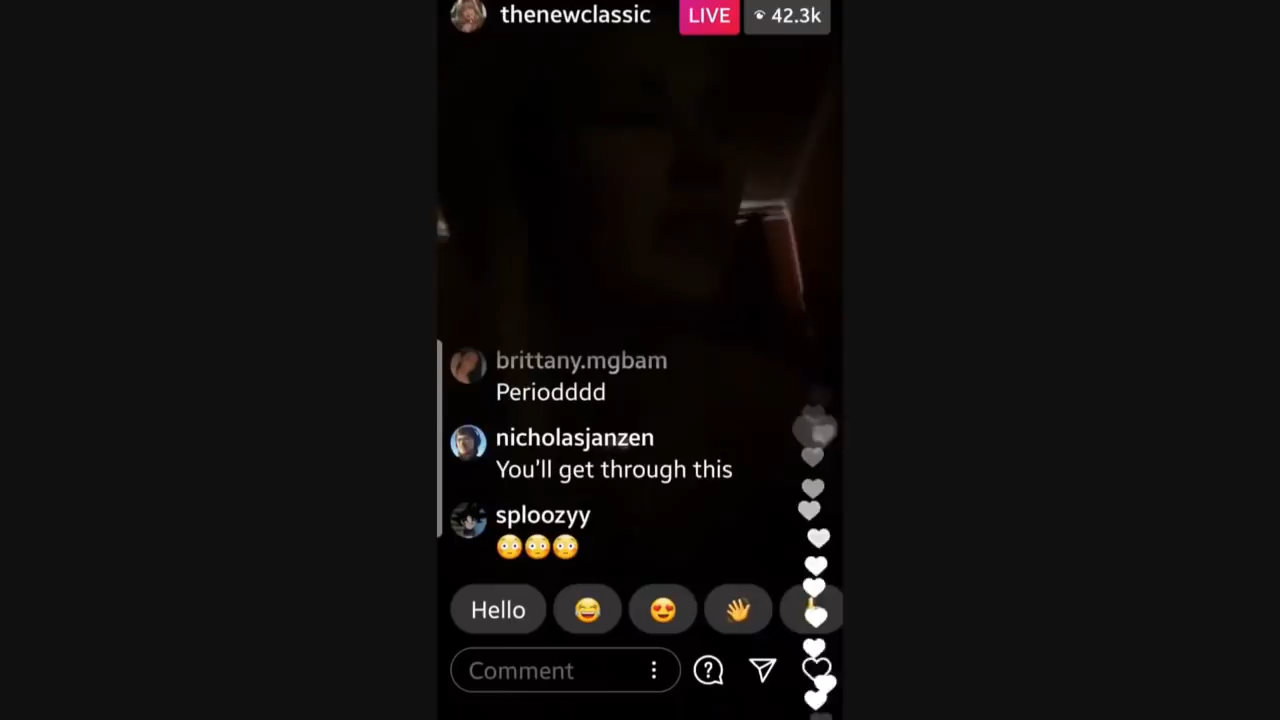 thenewclassic LIVE 42.3k
brittany.mgbam
Periodddd
nicholasjanzen
You'll get through this
sploozyy
😳😳😳
Hello 😂 😍 👋
Comment